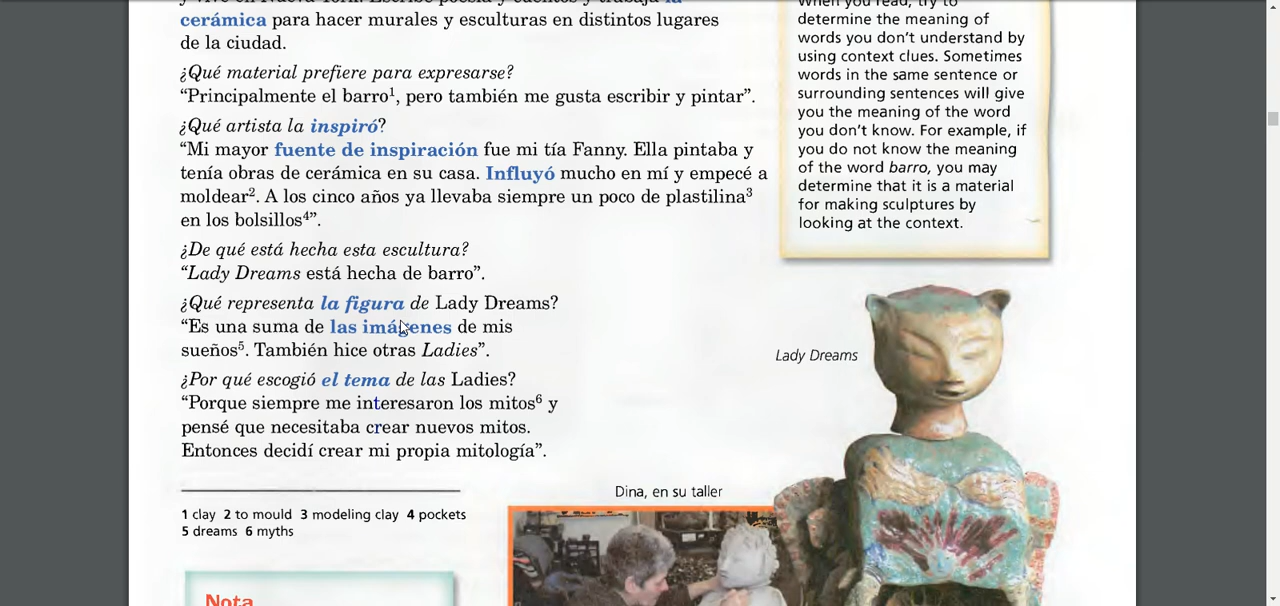 cerámica para hacer murales y esculturas en distintos lugares
de la ciudad.
¿Qué material prefiere para expresarse?
“Principalmente el barro¹, pero también me gusta escribir y pintar”.
¿Qué artista la inspiró?
“Mi mayor fuente de inspiración fue mi tía Fanny. Ella pintaba y
tenía obras de cerámica en su casa. Influyó mucho en mí y empecé a
moldear². A los cinco años ya llevaba siempre un poco de plastilina³
en los bolsillos⁴”.
¿De qué está hecha esta escultura?
“Lady Dreams está hecha de barro”.
¿Qué representa la figura de Lady Dreams?
“Es una suma de las imágenes de mis
sueños⁵. También hice otras Ladies”.
¿Por qué escogió el tema de las Ladies?
“Porque siempre me interesaron los mitos⁶ y
pensé que necesitaba crear nuevos mitos.
Entonces decidí crear mi propia mitología”.
1 clay 2 to mould 3 modeling clay 4 pockets
5 dreams 6 myths
Nota
When you read, try to
determine the meaning of
words you don’t understand by
using context clues. Sometimes
words in the same sentence or
surrounding sentences will give
you the meaning of the word
you don’t know. For example, if
you do not know the meaning
of the word barro, you may
determine that it is a material
for making sculptures by
looking at the context.
Lady Dreams
Dina, en su taller